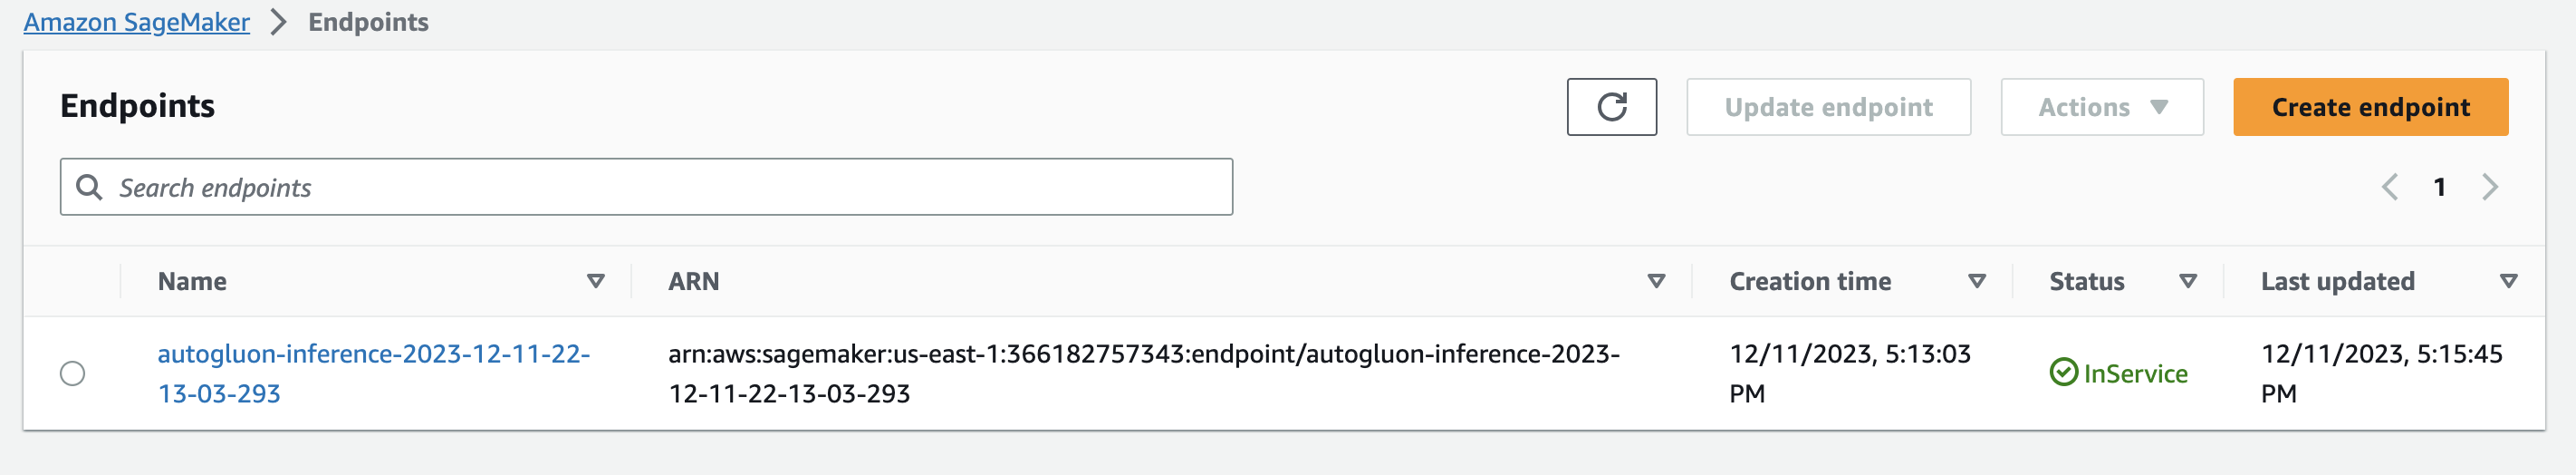 Amazon SageMaker > Endpoints
Endpoints
Update endpoint
Actions
Create endpoint
Search endpoints
1
Name
ARN
Creation time
Status
Last updated
autogluon-inference-2023-12-11-22-
13-03-293
arn:aws:sagemaker:us-east-1:366182757343:endpoint/autogluon-inference-2023-
12-11-22-13-03-293
12/11/2023, 5:13:03
PM
InService
12/11/2023, 5:15:45
PM